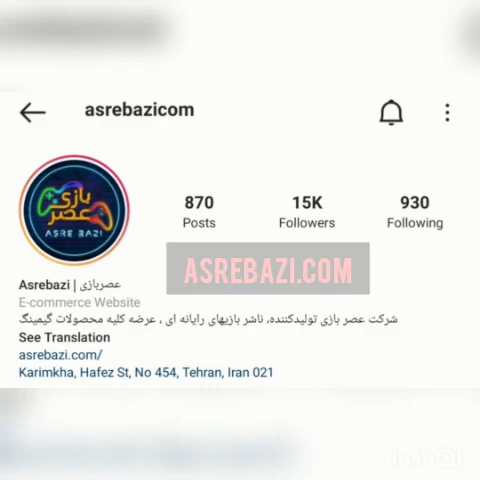 asrebazicom
بازی
عصر
ASRE BAZI
870
Posts
15K
Followers
930
Following
ASREBAZI.COM
Asrebazi | عصربازی
E-commerce Website
شرکت عصر بازی تولیدکننده، ناشر بازیهای رایانه ای ، عرضه کلیه محصولات گیمینگ
See Translation
asrebazi.com/
Karimkha, Hafez St, No 454, Tehran, Iran 021
InShOt